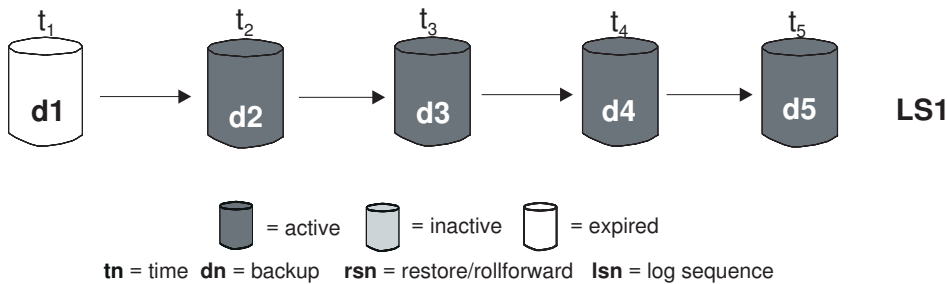 t1 t2 t3 t4 t5
d1 d2 d3 d4 d5 LS1
= active = inactive = expired
tn = time dn = backup rsn = restore/rollforward lsn = log sequence